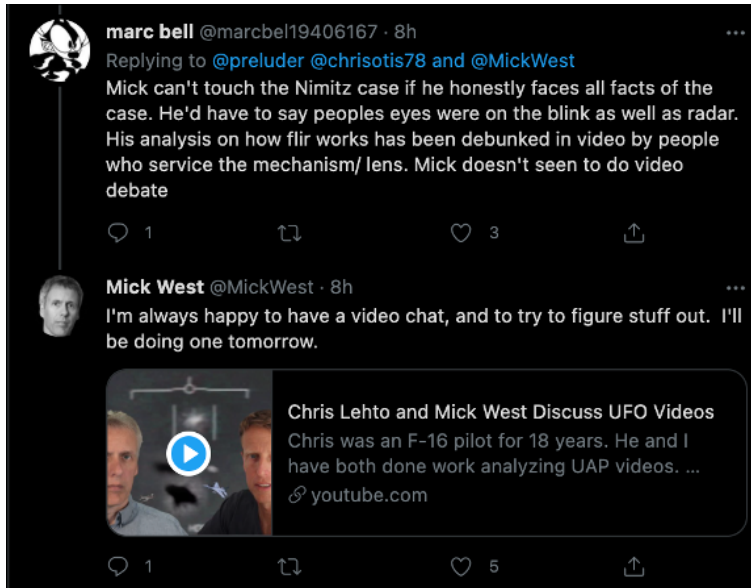 marc bell @marcbel19406167 · 8h
Replying to @preluder @chrisotis78 and @MickWest
Mick can't touch the Nimitz case if he honestly faces all facts of the
case. He'd have to say peoples eyes were on the blink as well as radar.
His analysis on how flir works has been debunked in video by people
who service the mechanism/ lens. Mick doesn't seen to do video
debate
1 3
Mick West @MickWest · 8h
I'm always happy to have a video chat, and to try to figure stuff out.  I'll
be doing one tomorrow.
Chris Lehto and Mick West Discuss UFO Videos
Chris was an F-16 pilot for 18 years. He and I
have both done work analyzing UAP videos. ...
youtube.com
1 5